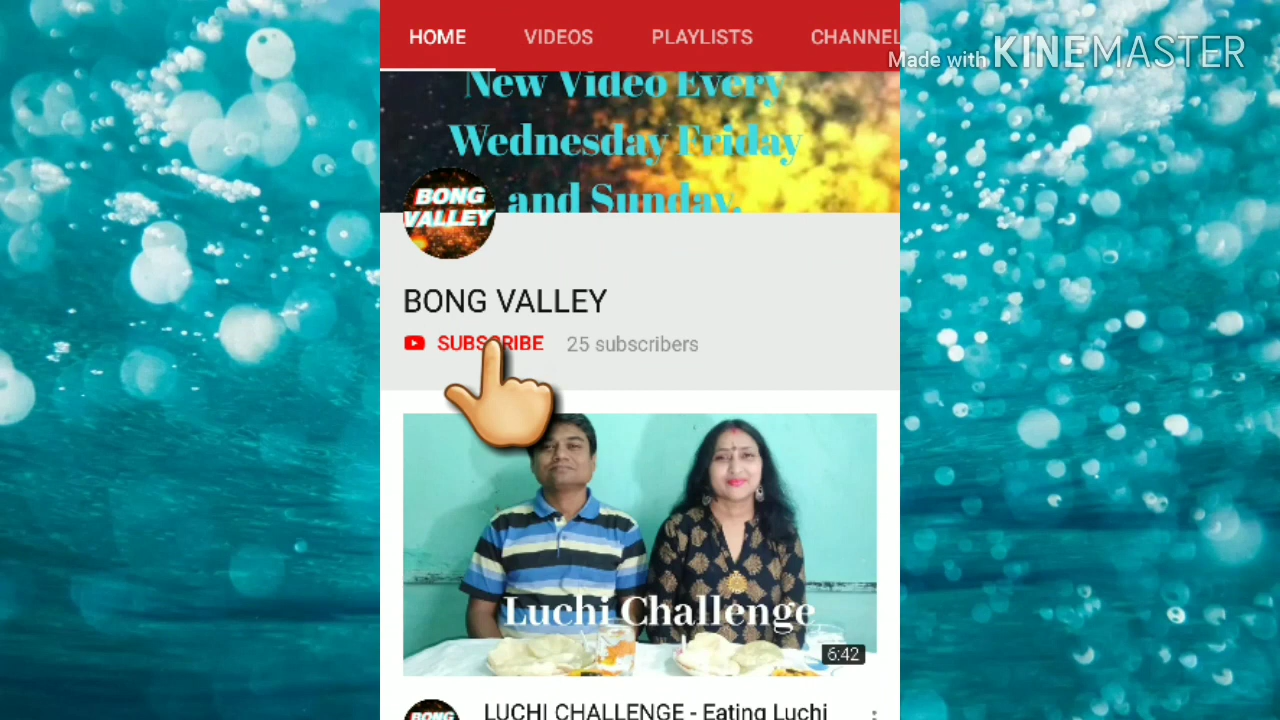 HOME VIDEOS PLAYLISTS CHANNEL
Made with KINEMASTER
New Video Every
Wednesday Friday
and Sunday.
BONG
VALLEY
BONG VALLEY
SUBSCRIBE 25 subscribers
Luchi Challenge
6:42
BONG
LUCHI CHALLENGE - Eating Luchi